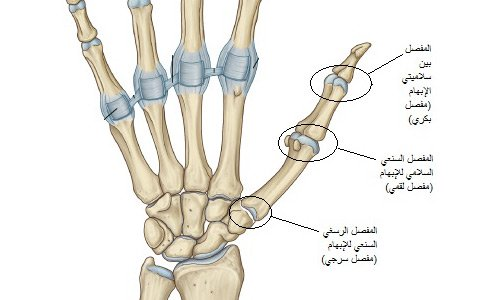 المفصل
بين
سلاميتي
الإبهام
(مفصل
بكري)
المفصل السنعي
السلامي للإبهام
(مفصل لقمي)
المفصل الرسغي
السنعي للإبهام
(مفصل سرجي)